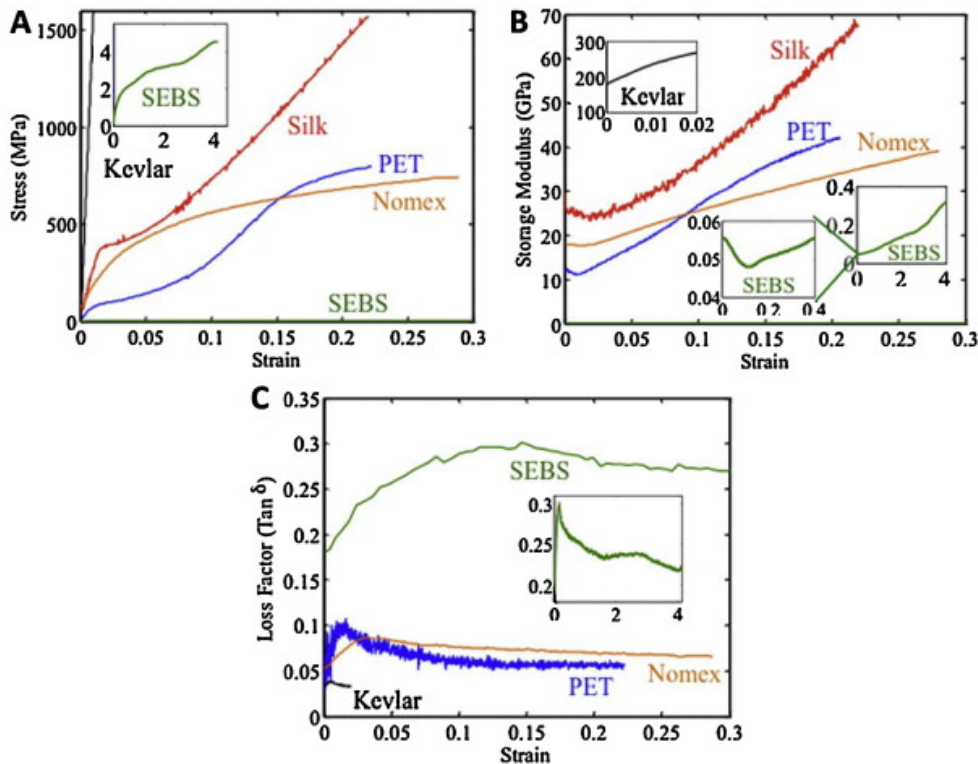 A
1500
1000
500
0
Stress (MPa)
4
2
0
0 2 4
SEBS
Kevlar
Silk
PET
Nomex
SEBS
0 0.05 0.1 0.15 0.2 0.25 0.3
Strain
B
70
60
50
40
30
20
10
0
Storage Modulus (GPa)
300
200
100
Kevlar
0 0.01 0.02
Silk
PET
Nomex
0.4
0.2
0
SEBS
0 2 4
0.06
0.05
0.04
SEBS
0 0.2 0.4
0 0.05 0.1 0.15 0.2 0.25 0.3
Strain
C
0.35
0.3
0.25
0.2
0.15
0.1
0.05
0
Loss Factor (Tan δ)
SEBS
0.3
0.25
0.2
0 2 4
Kevlar
PET
Nomex
0 0.05 0.1 0.15 0.2 0.25 0.3
Strain